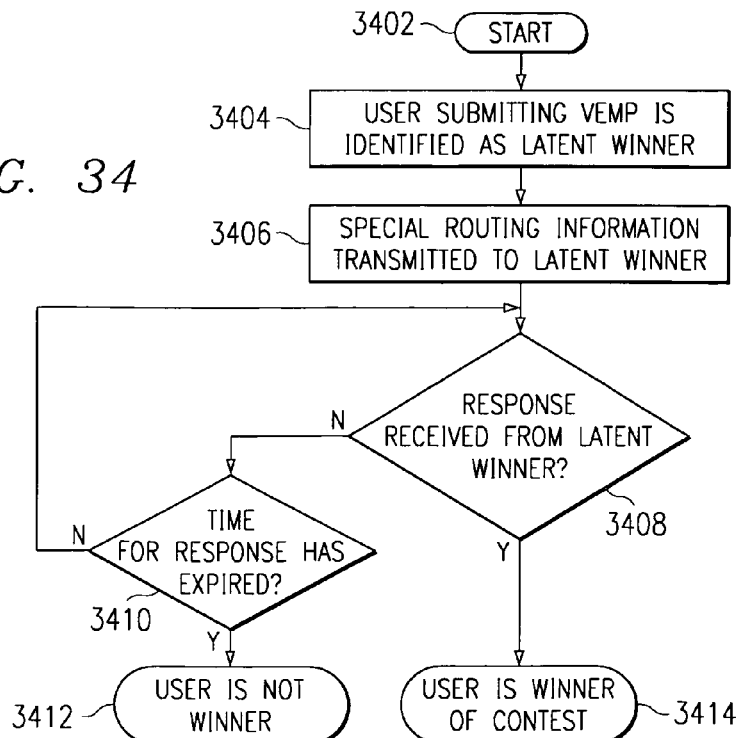 3402
START
3404
USER SUBMITTING VEMP IS
IDENTIFIED AS LATENT WINNER
G. 34
3406
SPECIAL ROUTING INFORMATION
TRANSMITTED TO LATENT WINNER
N
RESPONSE
RECEIVED FROM LATENT
WINNER?
3408
N
TIME
FOR RESPONSE HAS
EXPIRED?
3410
Y
Y
3412
USER IS NOT
WINNER
USER IS WINNER
OF CONTEST
3414